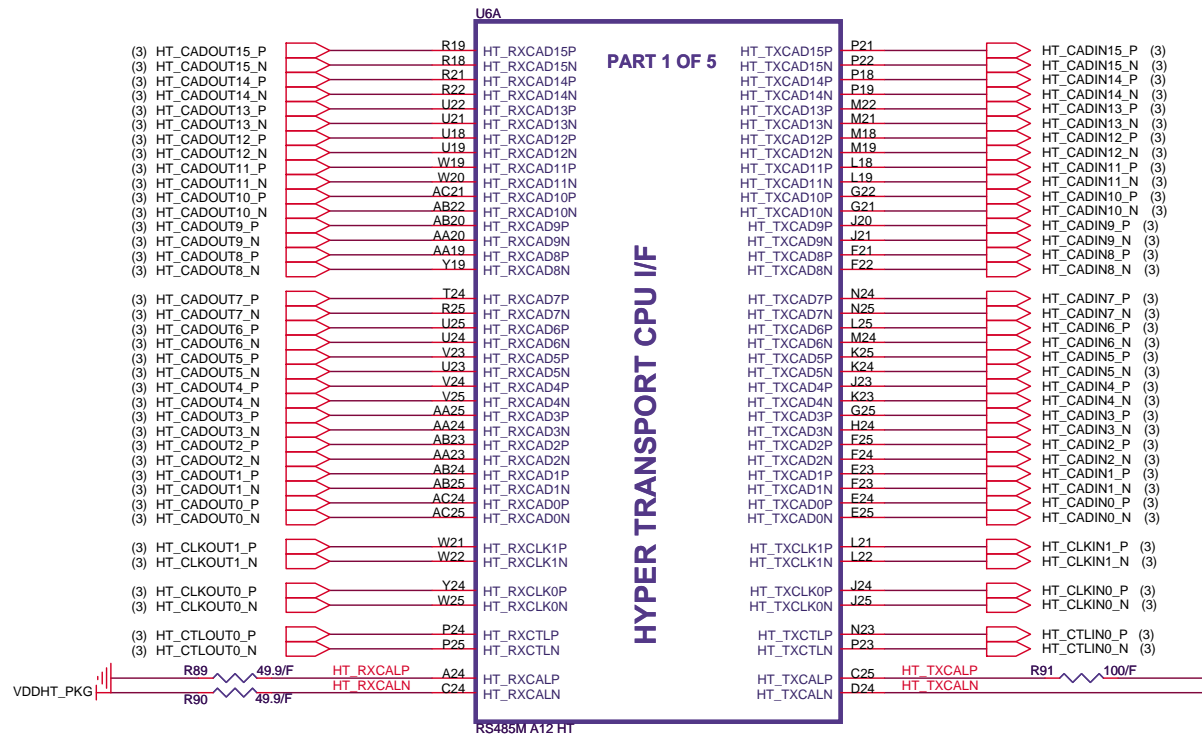 U6A
PART 1 OF 5
HYPER TRANSPORT CPU I/F
(3) HT_CADOUT15_P R19 HT_RXCAD15P HT_TXCAD15P P21 HT_CADIN15_P (3)
(3) HT_CADOUT15_N R18 HT_RXCAD15N HT_TXCAD15N P22 HT_CADIN15_N (3)
(3) HT_CADOUT14_P R21 HT_RXCAD14P HT_TXCAD14P P18 HT_CADIN14_P (3)
(3) HT_CADOUT14_N R22 HT_RXCAD14N HT_TXCAD14N P19 HT_CADIN14_N (3)
(3) HT_CADOUT13_P U22 HT_RXCAD13P HT_TXCAD13P M22 HT_CADIN13_P (3)
(3) HT_CADOUT13_N U21 HT_RXCAD13N HT_TXCAD13N M21 HT_CADIN13_N (3)
(3) HT_CADOUT12_P U18 HT_RXCAD12P HT_TXCAD12P M18 HT_CADIN12_P (3)
(3) HT_CADOUT12_N U19 HT_RXCAD12N HT_TXCAD12N M19 HT_CADIN12_N (3)
(3) HT_CADOUT11_P W19 HT_RXCAD11P HT_TXCAD11P L18 HT_CADIN11_P (3)
(3) HT_CADOUT11_N W20 HT_RXCAD11N HT_TXCAD11N L19 HT_CADIN11_N (3)
(3) HT_CADOUT10_P AC21 HT_RXCAD10P HT_TXCAD10P G22 HT_CADIN10_P (3)
(3) HT_CADOUT10_N AB22 HT_RXCAD10N HT_TXCAD10N G21 HT_CADIN10_N (3)
(3) HT_CADOUT9_P AB20 HT_RXCAD9P HT_TXCAD9P J20 HT_CADIN9_P (3)
(3) HT_CADOUT9_N AA20 HT_RXCAD9N HT_TXCAD9N J21 HT_CADIN9_N (3)
(3) HT_CADOUT8_P AA19 HT_RXCAD8P HT_TXCAD8P F21 HT_CADIN8_P (3)
(3) HT_CADOUT8_N Y19 HT_RXCAD8N HT_TXCAD8N F22 HT_CADIN8_N (3)
(3) HT_CADOUT7_P T24 HT_RXCAD7P HT_TXCAD7P N24 HT_CADIN7_P (3)
(3) HT_CADOUT7_N R25 HT_RXCAD7N HT_TXCAD7N N25 HT_CADIN7_N (3)
(3) HT_CADOUT6_P U25 HT_RXCAD6P HT_TXCAD6P L25 HT_CADIN6_P (3)
(3) HT_CADOUT6_N U24 HT_RXCAD6N HT_TXCAD6N M24 HT_CADIN6_N (3)
(3) HT_CADOUT5_P V23 HT_RXCAD5P HT_TXCAD5P K25 HT_CADIN5_P (3)
(3) HT_CADOUT5_N U23 HT_RXCAD5N HT_TXCAD5N K24 HT_CADIN5_N (3)
(3) HT_CADOUT4_P V24 HT_RXCAD4P HT_TXCAD4P J23 HT_CADIN4_P (3)
(3) HT_CADOUT4_N V25 HT_RXCAD4N HT_TXCAD4N K23 HT_CADIN4_N (3)
(3) HT_CADOUT3_P AA25 HT_RXCAD3P HT_TXCAD3P G25 HT_CADIN3_P (3)
(3) HT_CADOUT3_N AA24 HT_RXCAD3N HT_TXCAD3N H24 HT_CADIN3_N (3)
(3) HT_CADOUT2_P AB23 HT_RXCAD2P HT_TXCAD2P F25 HT_CADIN2_P (3)
(3) HT_CADOUT2_N AA23 HT_RXCAD2N HT_TXCAD2N F24 HT_CADIN2_N (3)
(3) HT_CADOUT1_P AB24 HT_RXCAD1P HT_TXCAD1P E23 HT_CADIN1_P (3)
(3) HT_CADOUT1_N AB25 HT_RXCAD1N HT_TXCAD1N F23 HT_CADIN1_N (3)
(3) HT_CADOUT0_P AC24 HT_RXCAD0P HT_TXCAD0P E24 HT_CADIN0_P (3)
(3) HT_CADOUT0_N AC25 HT_RXCAD0N HT_TXCAD0N E25 HT_CADIN0_N (3)
(3) HT_CLKOUT1_P W21 HT_RXCLK1P HT_TXCLK1P L21 HT_CLKIN1_P (3)
(3) HT_CLKOUT1_N W22 HT_RXCLK1N HT_TXCLK1N L22 HT_CLKIN1_N (3)
(3) HT_CLKOUT0_P Y24 HT_RXCLK0P HT_TXCLK0P J24 HT_CLKIN0_P (3)
(3) HT_CLKOUT0_N W25 HT_RXCLK0N HT_TXCLK0N J25 HT_CLKIN0_N (3)
(3) HT_CTLOUT0_P P24 HT_RXCTLP HT_TXCTLP N23 HT_CTLIN0_P (3)
(3) HT_CTLOUT0_N P25 HT_RXCTLN HT_TXCTLN P23 HT_CTLIN0_N (3)
R89 49.9/F HT_RXCALP A24 HT_RXCALP HT_TXCALP C25 HT_TXCALP R91 100/F
VDDHT_PKG R90 49.9/F HT_RXCALN C24 HT_RXCALN HT_TXCALN D24 HT_TXCALN
RS485M A12 HT